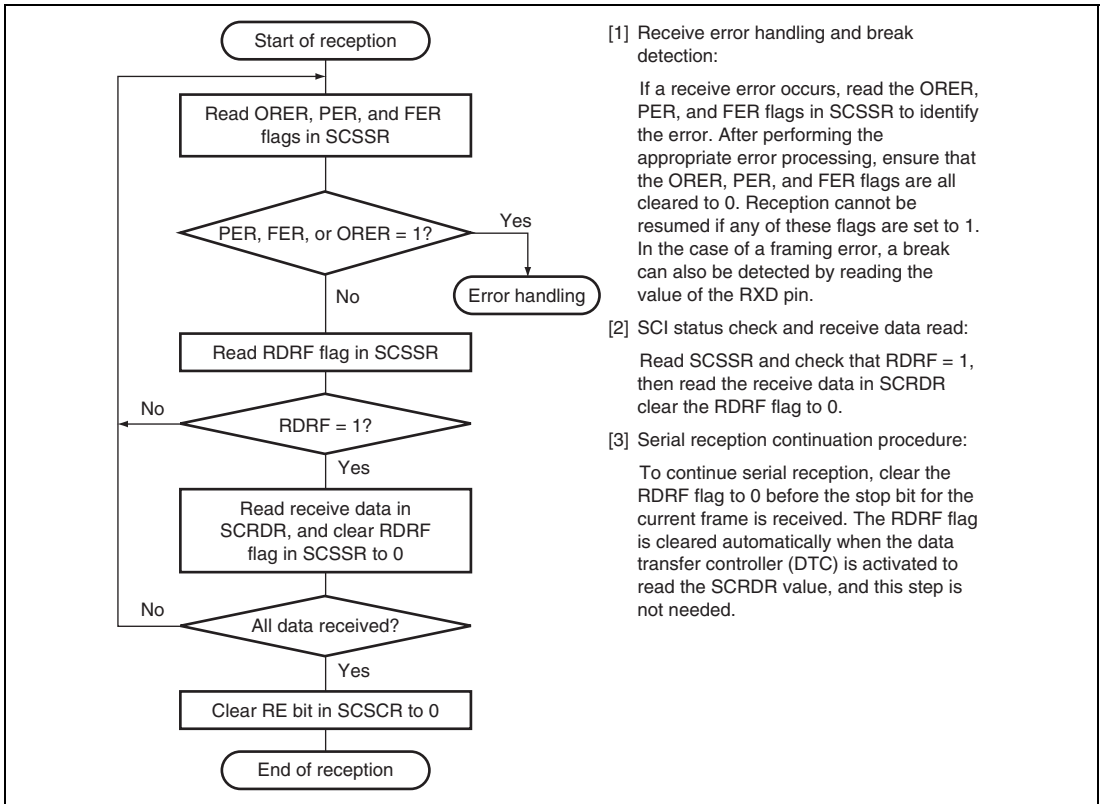 Start of reception
Read ORER, PER, and FER
flags in SCSSR
PER, FER, or ORER = 1?
Yes
Error handling
No
Read RDRF flag in SCSSR
No
RDRF = 1?
Yes
Read receive data in
SCRDR, and clear RDRF
flag in SCSSR to 0
No
All data received?
Yes
Clear RE bit in SCSCR to 0
End of reception
[1] Receive error handling and break
detection:
If a receive error occurs, read the ORER,
PER, and FER flags in SCSSR to identify
the error. After performing the
appropriate error processing, ensure that
the ORER, PER, and FER flags are all
cleared to 0. Reception cannot be
resumed if any of these flags are set to 1.
In the case of a framing error, a break
can also be detected by reading the
value of the RXD pin.
[2] SCI status check and receive data read:
Read SCSSR and check that RDRF = 1,
then read the receive data in SCRDR
clear the RDRF flag to 0.
[3] Serial reception continuation procedure:
To continue serial reception, clear the
RDRF flag to 0 before the stop bit for the
current frame is received. The RDRF flag
is cleared automatically when the data
transfer controller (DTC) is activated to
read the SCRDR value, and this step is
not needed.